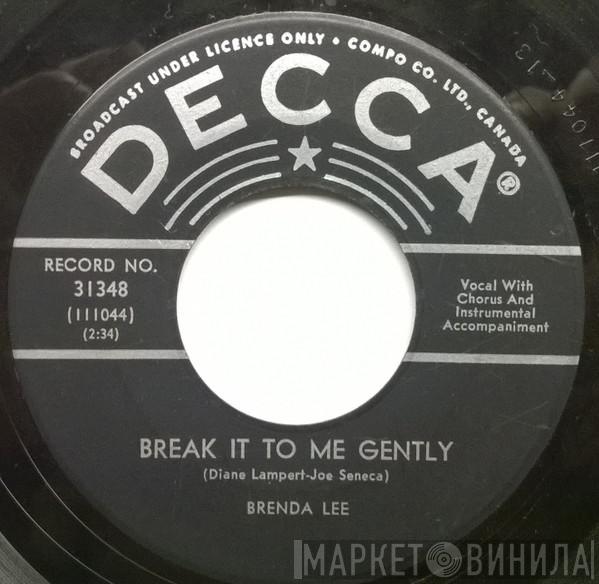 BROADCAST UNDER LICENCE ONLY • COMPO CO. LTD., CANADA
DECCA®
RECORD NO.
31348
(111044)
(2:34)
Vocal With
Chorus And
Instrumental
Accompaniment
BREAK IT TO ME GENTLY
(Diane Lampert-Joe Seneca)
BRENDA LEE
МАРКЕТ ВИНИЛА